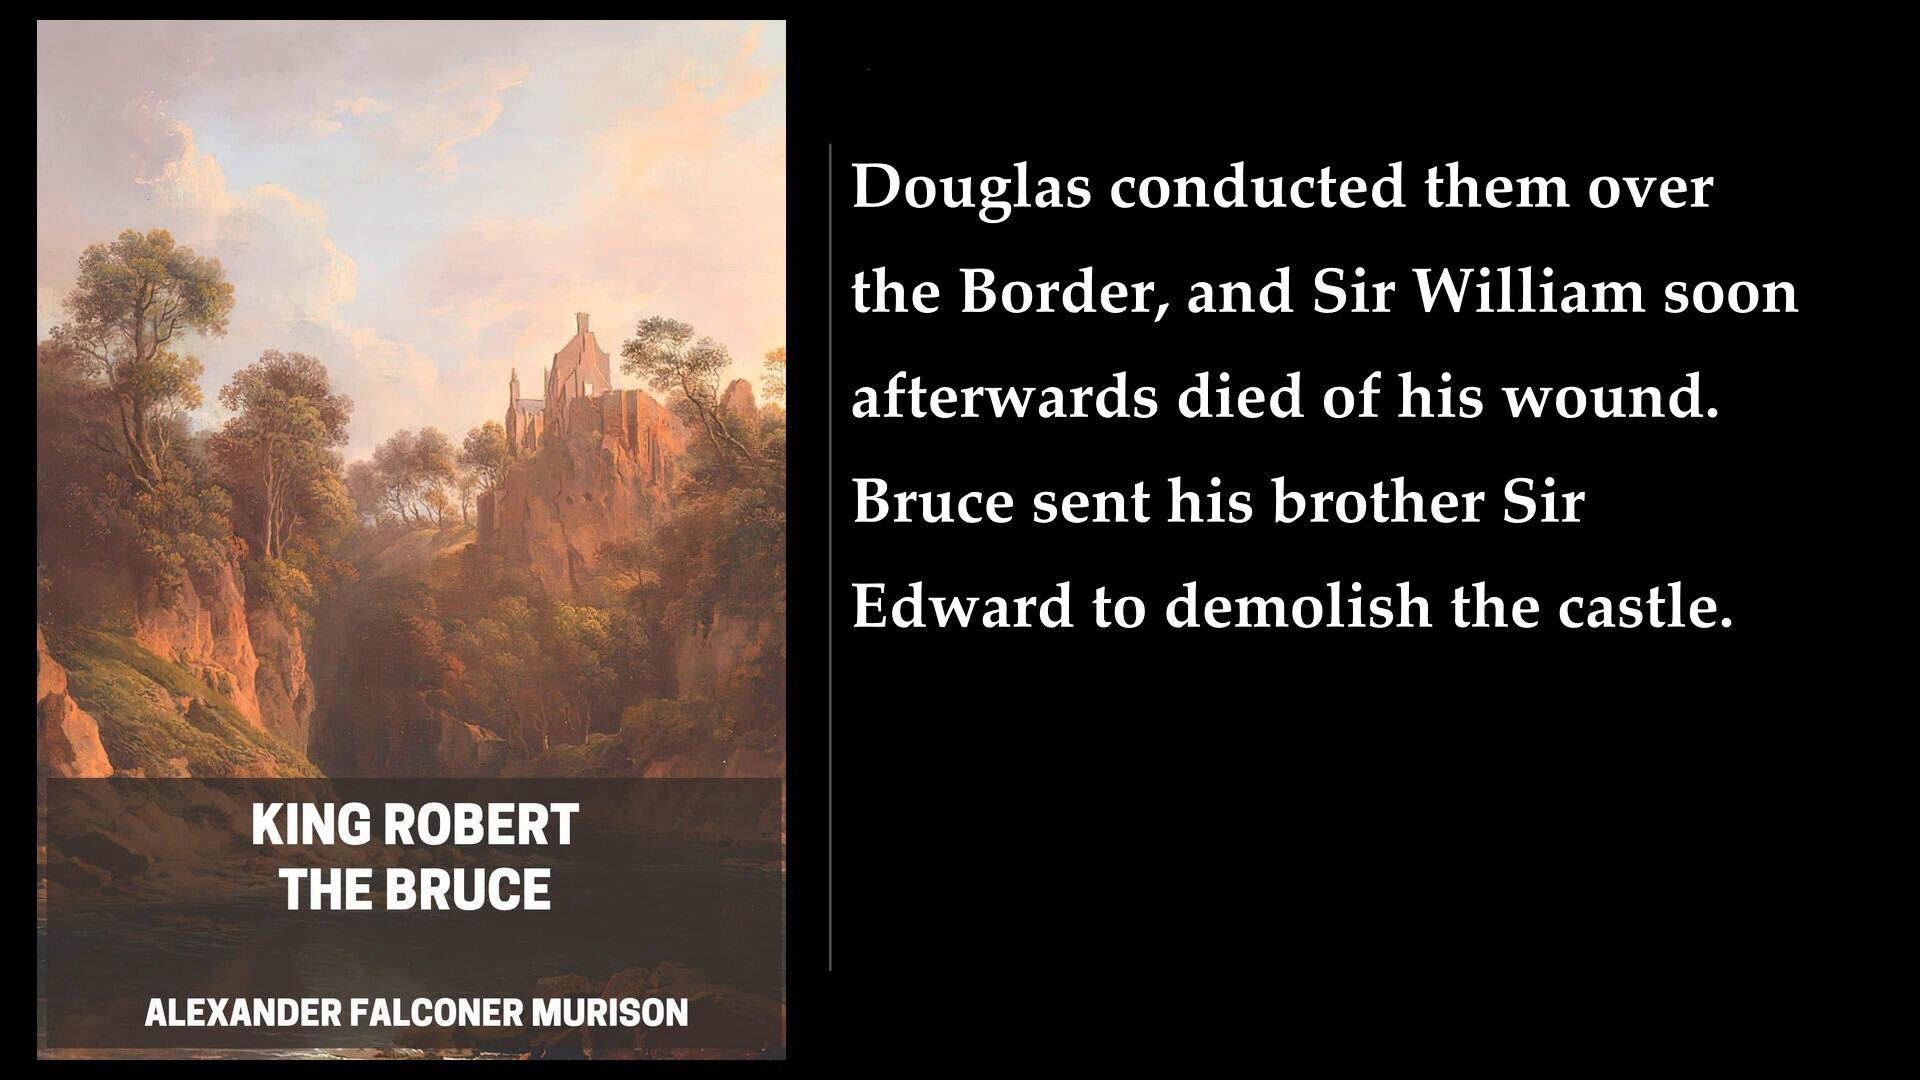 Douglas conducted them over
the Border, and Sir William soon
afterwards died of his wound.
Bruce sent his brother Sir
Edward to demolish the castle.
KING ROBERT
THE BRUCE
ALEXANDER FALCONER MURISON